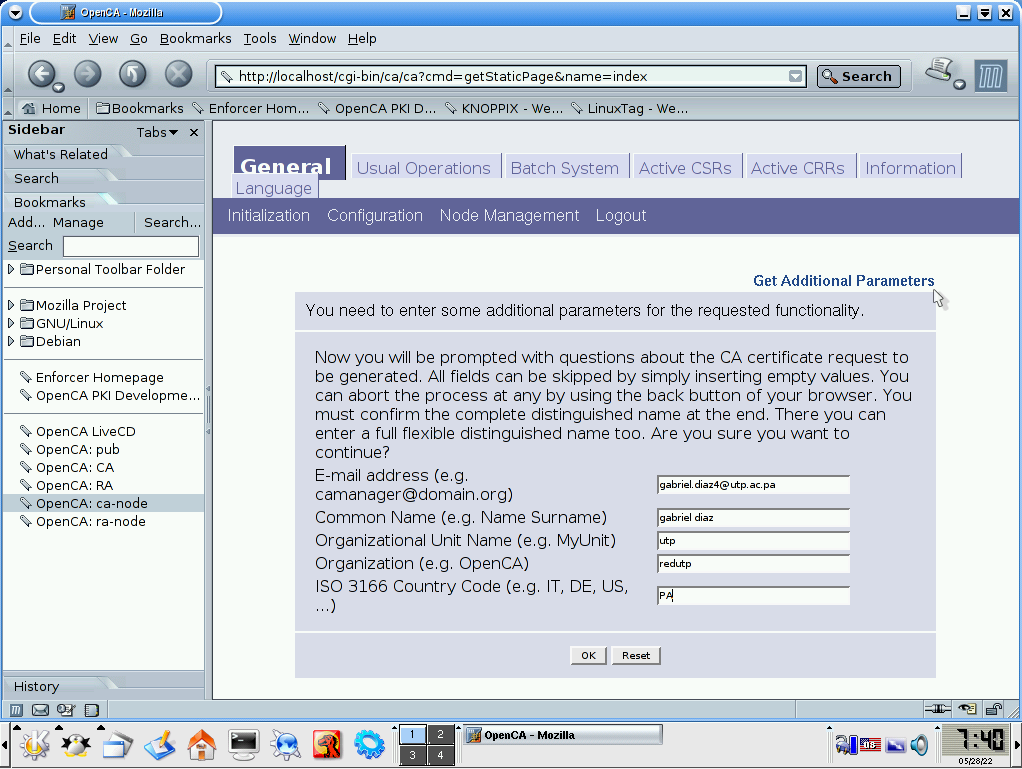 OpenCA - Mozilla
File Edit View Go Bookmarks Tools Window Help
http://localhost/cgi-bin/ca/ca?cmd=getStaticPage&name=index Search
Home Bookmarks Enforcer Hom... OpenCA PKI D... KNOPPIX - We... LinuxTag - We...
Sidebar Tabs
What's Related
Search
Bookmarks
Add... Manage Search...
Search
Personal Toolbar Folder
Mozilla Project
GNU/Linux
Debian
Enforcer Homepage
OpenCA PKI Developme...
OpenCA LiveCD
OpenCA: pub
OpenCA: CA
OpenCA: RA
OpenCA: ca-node
OpenCA: ra-node
History
General Usual Operations Batch System Active CSRs Active CRRs Information
Language
Initialization Configuration Node Management Logout
Get Additional Parameters
You need to enter some additional parameters for the requested functionality.
Now you will be prompted with questions about the CA certificate request to
be generated. All fields can be skipped by simply inserting empty values. You
can abort the process at any by using the back button of your browser. You
must confirm the complete distinguished name at the end. There you can
enter a full flexible distinguished name too. Are you sure you want to
continue?
E-mail address (e.g.
camanager@domain.org) gabriel.diaz4@utp.ac.pa
Common Name (e.g. Name Surname) gabriel diaz
Organizational Unit Name (e.g. MyUnit) utp
Organization (e.g. OpenCA) redutp
ISO 3166 Country Code (e.g. IT, DE, US,
...) PA
OK Reset
1 2
3 4
OpenCA - Mozilla
7:40
05/28/22